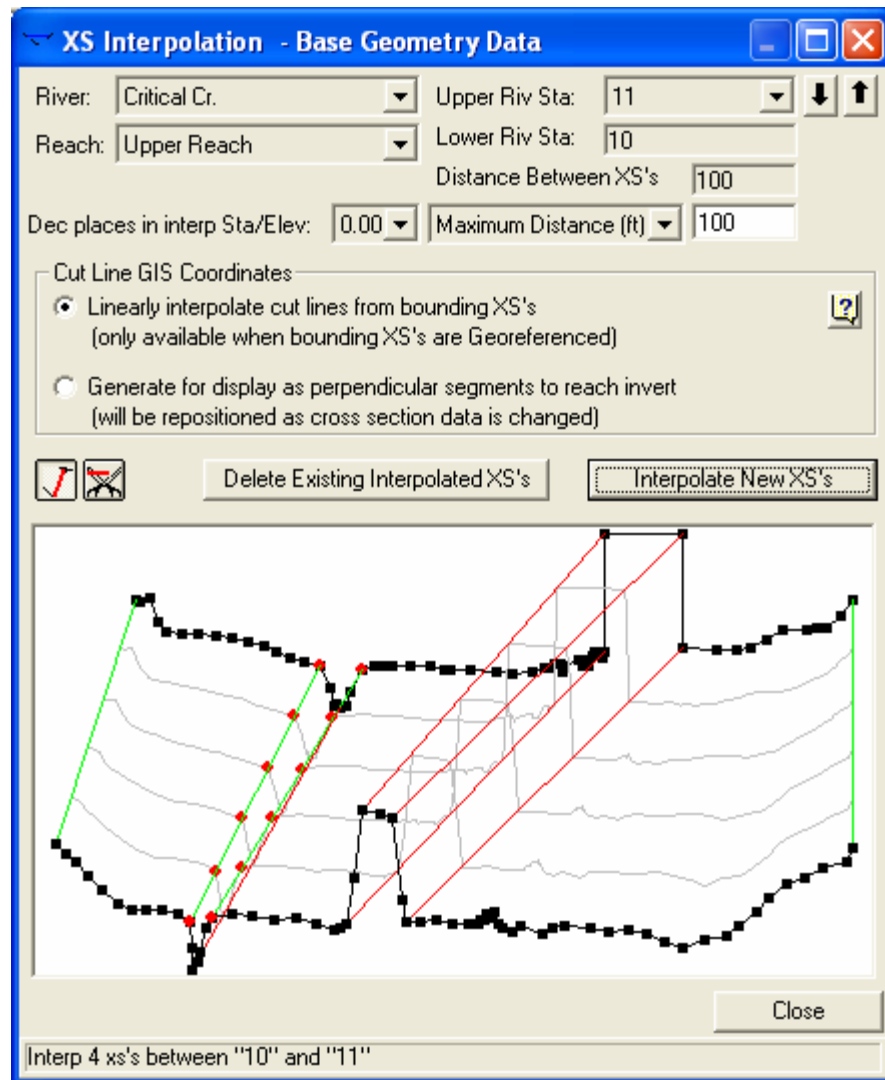 XS Interpolation - Base Geometry Data
River: Critical Cr. Upper Riv Sta: 11
Reach: Upper Reach Lower Riv Sta: 10
Distance Between XS's 100
Dec places in interp Sta/Elev: 0.00 Maximum Distance (ft) 100
Cut Line GIS Coordinates
Linearly interpolate cut lines from bounding XS's
(only available when bounding XS's are Georeferenced)
Generate for display as perpendicular segments to reach invert
(will be repositioned as cross section data is changed)
Delete Existing Interpolated XS's Interpolate New XS's
Close
Interp 4 xs's between "10" and "11"